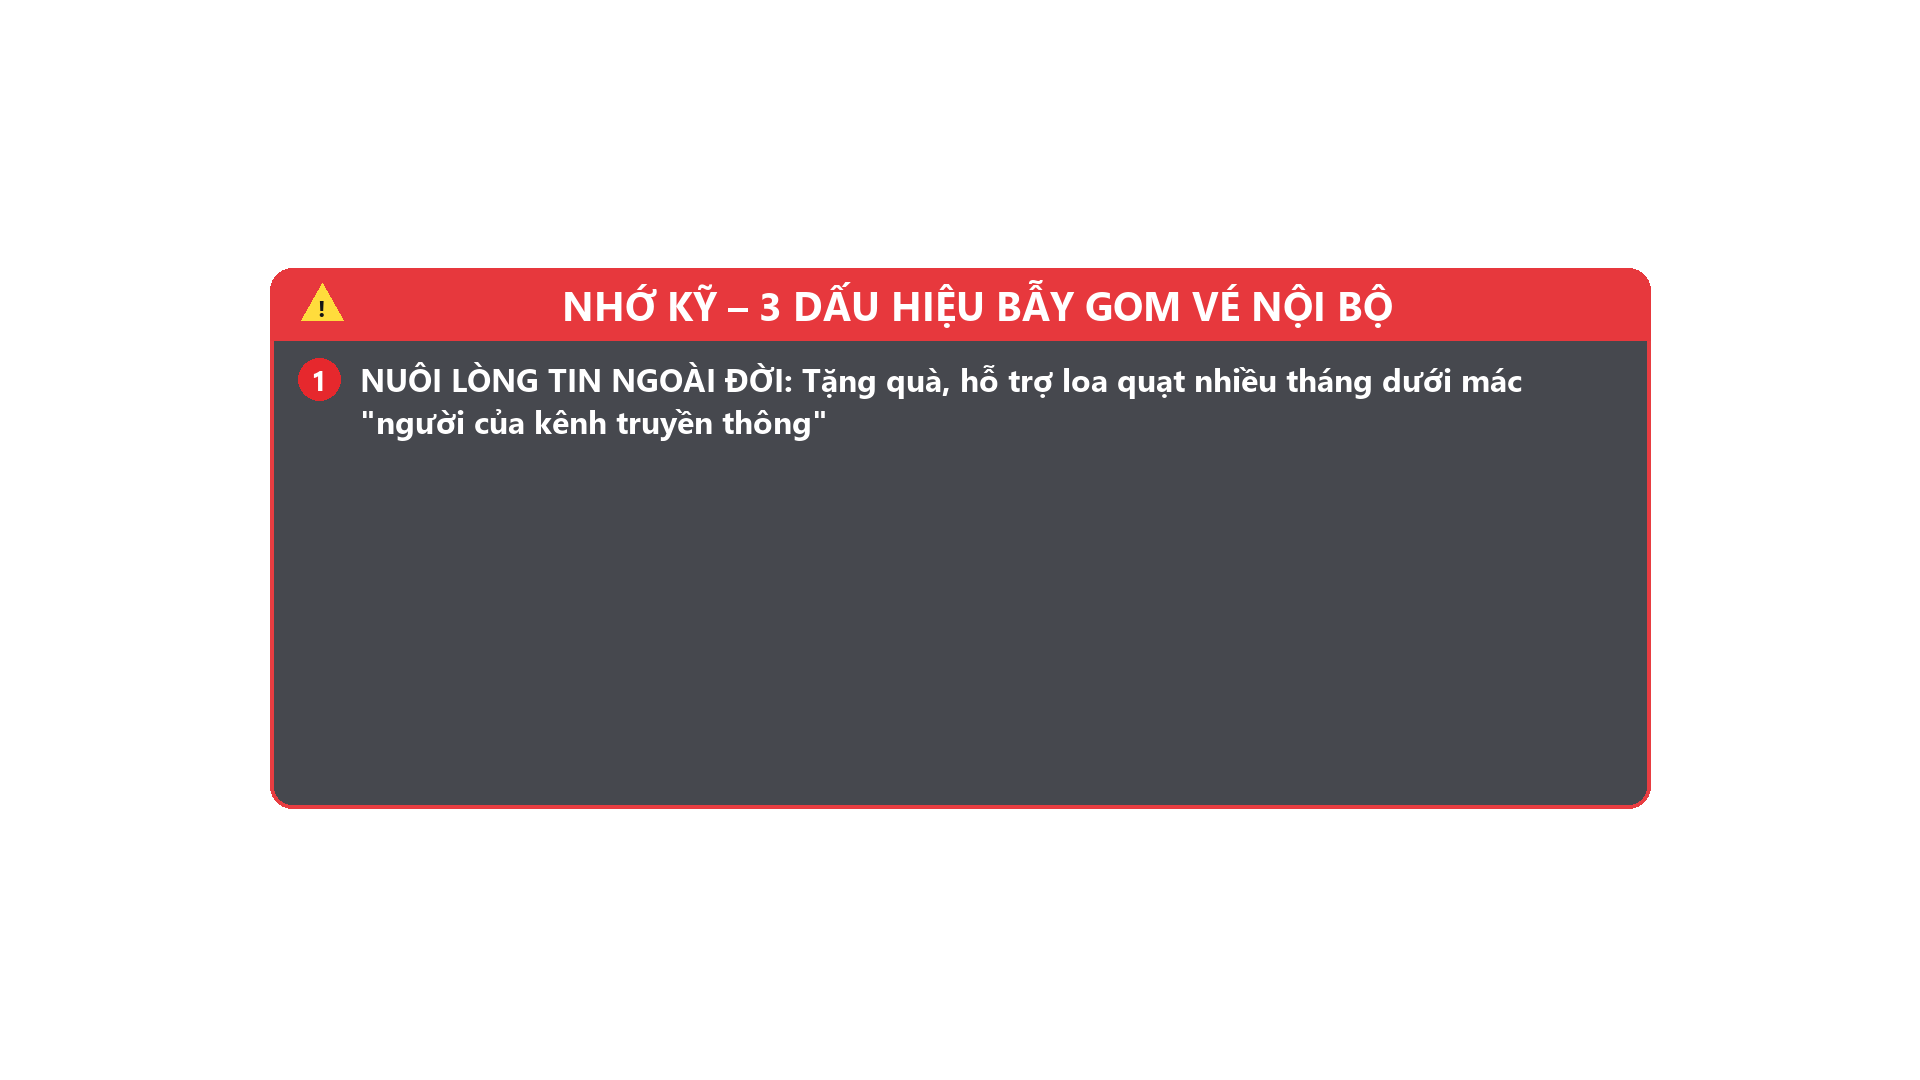 NHỚ KỸ – 3 DẤU HIỆU BẪY GOM VÉ NỘI BỘ
1 NUÔI LÒNG TIN NGOÀI ĐỜI: Tặng quà, hỗ trợ loa quạt nhiều tháng dưới mác
"người của kênh truyền thông"